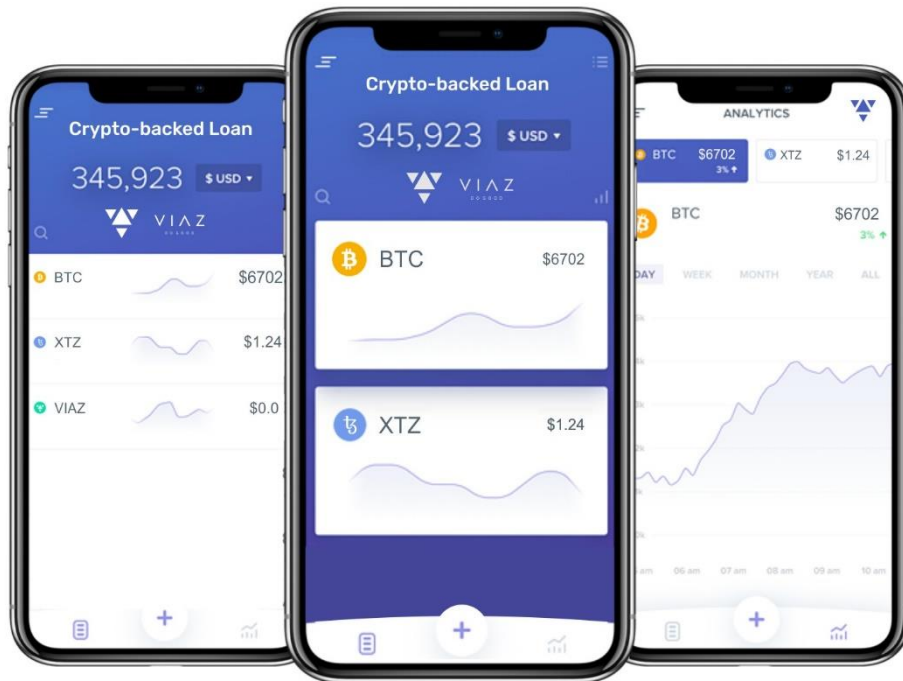 Crypto-backed Loan
345,923 $ USD
VIAZ
BTC $6702
XTZ $1.24
VIAZ $0.0
Crypto-backed Loan
345,923 $ USD
VIAZ
BTC $6702
XTZ $1.24
ANALYTICS
BTC $6702 XTZ $1.24
3%
BTC $6702
3%
DAY WEEK MONTH YEAR ALL
06 am 07 am 08 am 09 am 10 am